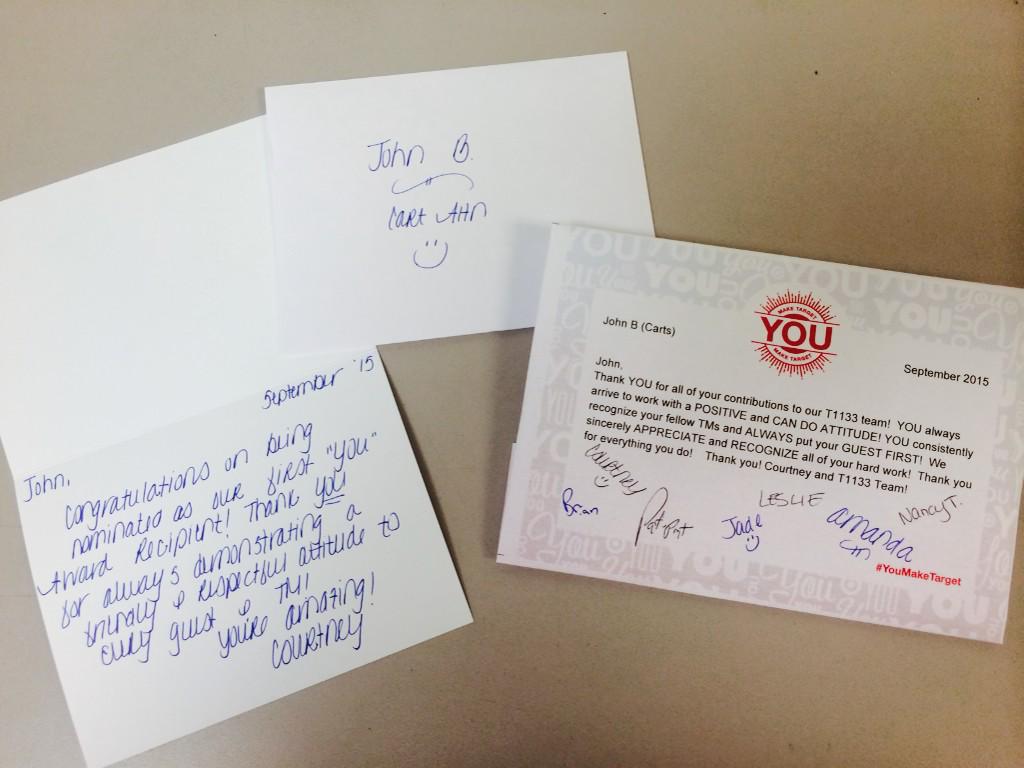 John B.
Cart Attn
September '15
John,
Congratulations on being
nominated as our first "YOU"
Award Recipient! Thank you
for always demonstrating a
friendly & respectful attitude to
every guest & TM!
you're amazing!
Courtney
MAKE TARGET
YOU
MAKE TARGET
John B (Carts)
September 2015
John,
Thank YOU for all of your contributions to our T1133 team! YOU always
arrive to work with a POSITIVE and CAN DO ATTITUDE! YOU consistently
recognize your fellow TMs and ALWAYS put your GUEST FIRST! We
sincerely APPRECIATE and RECOGNIZE all of your hard work! Thank you
for everything you do! Thank you! Courtney and T1133 Team!
Courtney
Brian
Jade
LESLIE
amanda
Nancy T.
#YouMakeTarget